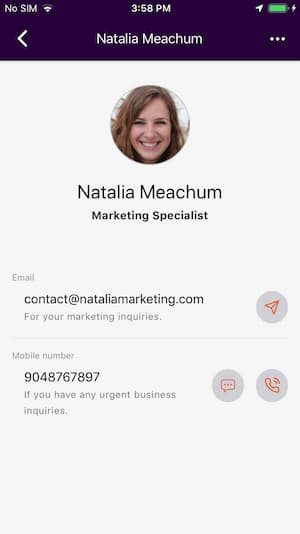 No SIM 3:58 PM
Natalia Meachum
Natalia Meachum
Marketing Specialist
Email
contact@nataliamarketing.com
For your marketing inquiries.
Mobile number
9048767897
If you have any urgent business
inquiries.